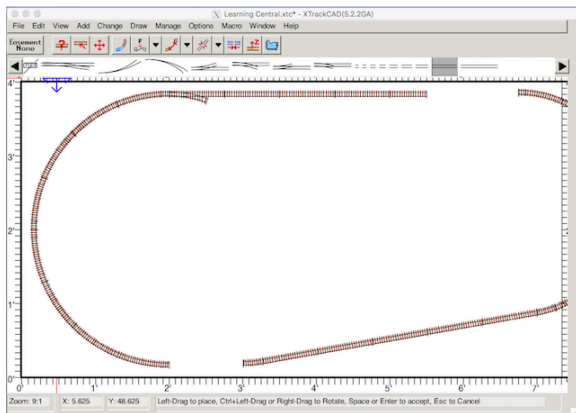 Learning Central.xtc* - XTrackCAD(5.2.2GA)
File Edit View Add Change Draw Manage Options Macro Window Help
Easement
None
4'
3'
2'
1'
0'
0' 1' 2' 3' 4' 5' 6' 7'
Zoom: 9:1 X: 5.625 Y: 48.625 Left-Drag to place, Ctrl+Left-Drag or Right-Drag to Rotate, Space or Enter to accept, Esc to Cancel